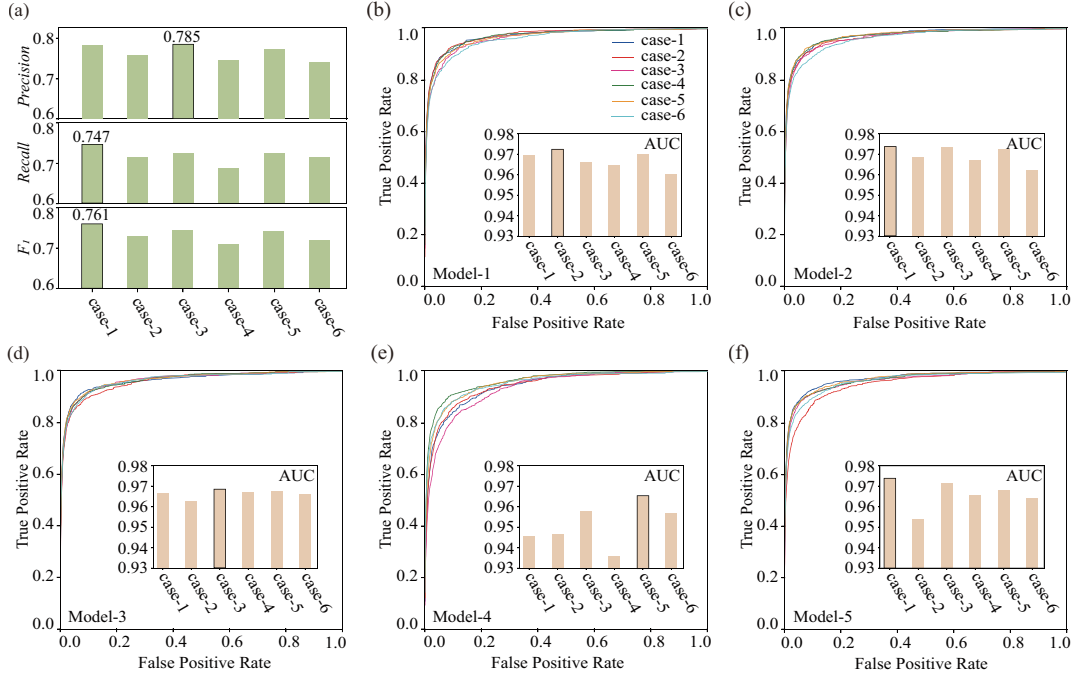 (a)
0.8
0.785
0.7
0.6
Precision
0.8
0.747
0.7
0.6
Recall
0.8
0.761
0.7
0.6
F1
case-1
case-2
case-3
case-4
case-5
case-6
(b)
1.0
0.8
0.6
0.4
0.2
0.0
True Positive Rate
case-1
case-2
case-3
case-4
case-5
case-6
AUC
0.98
0.97
0.96
0.95
0.94
0.93
case-1
case-2
case-3
case-4
case-5
case-6
Model-1
0.0 0.2 0.4 0.6 0.8 1.0
False Positive Rate
(c)
1.0
0.8
0.6
0.4
0.2
0.0
True Positive Rate
AUC
0.98
0.97
0.96
0.95
0.94
0.93
case-1
case-2
case-3
case-4
case-5
case-6
Model-2
0.0 0.2 0.4 0.6 0.8 1.0
False Positive Rate
(d)
1.0
0.8
0.6
0.4
0.2
0.0
True Positive Rate
AUC
0.98
0.97
0.96
0.95
0.94
0.93
case-1
case-2
case-3
case-4
case-5
case-6
Model-3
0.0 0.2 0.4 0.6 0.8 1.0
False Positive Rate
(e)
1.0
0.8
0.6
0.4
0.2
0.0
True Positive Rate
AUC
0.98
0.97
0.96
0.95
0.94
0.93
case-1
case-2
case-3
case-4
case-5
case-6
Model-4
0.0 0.2 0.4 0.6 0.8 1.0
False Positive Rate
(f)
1.0
0.8
0.6
0.4
0.2
0.0
True Positive Rate
AUC
0.98
0.97
0.96
0.95
0.94
0.93
case-1
case-2
case-3
case-4
case-5
case-6
Model-5
0.0 0.2 0.4 0.6 0.8 1.0
False Positive Rate